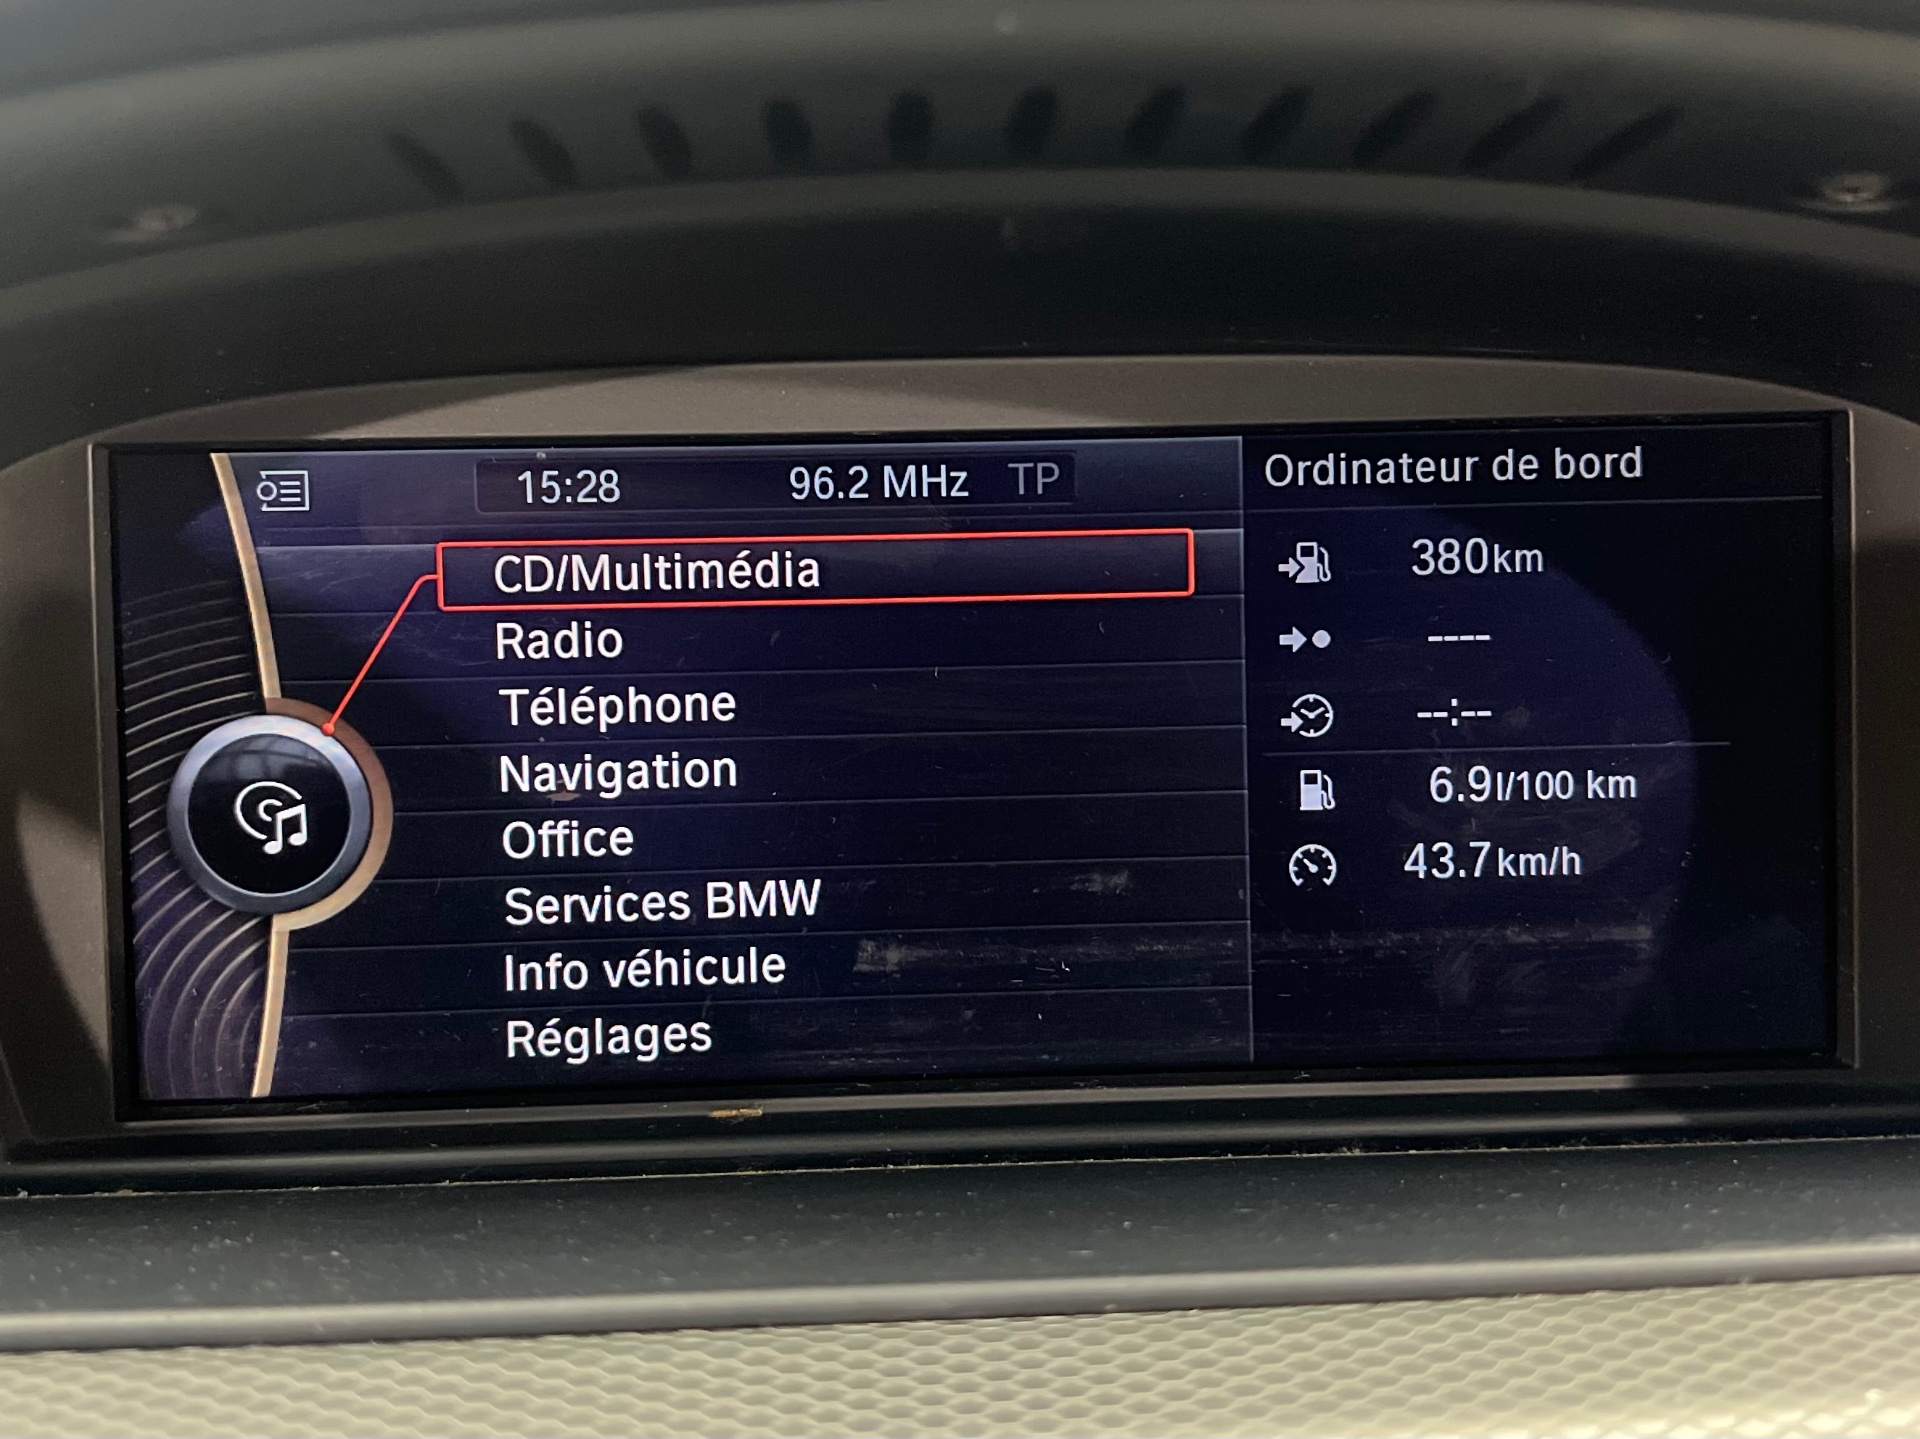 15:28 96.2 MHz TP
CD/Multimédia
Radio
Téléphone
Navigation
Office
Services BMW
Info véhicule
Réglages
Ordinateur de bord
380km
----
--:--
6.9l/100 km
43.7km/h